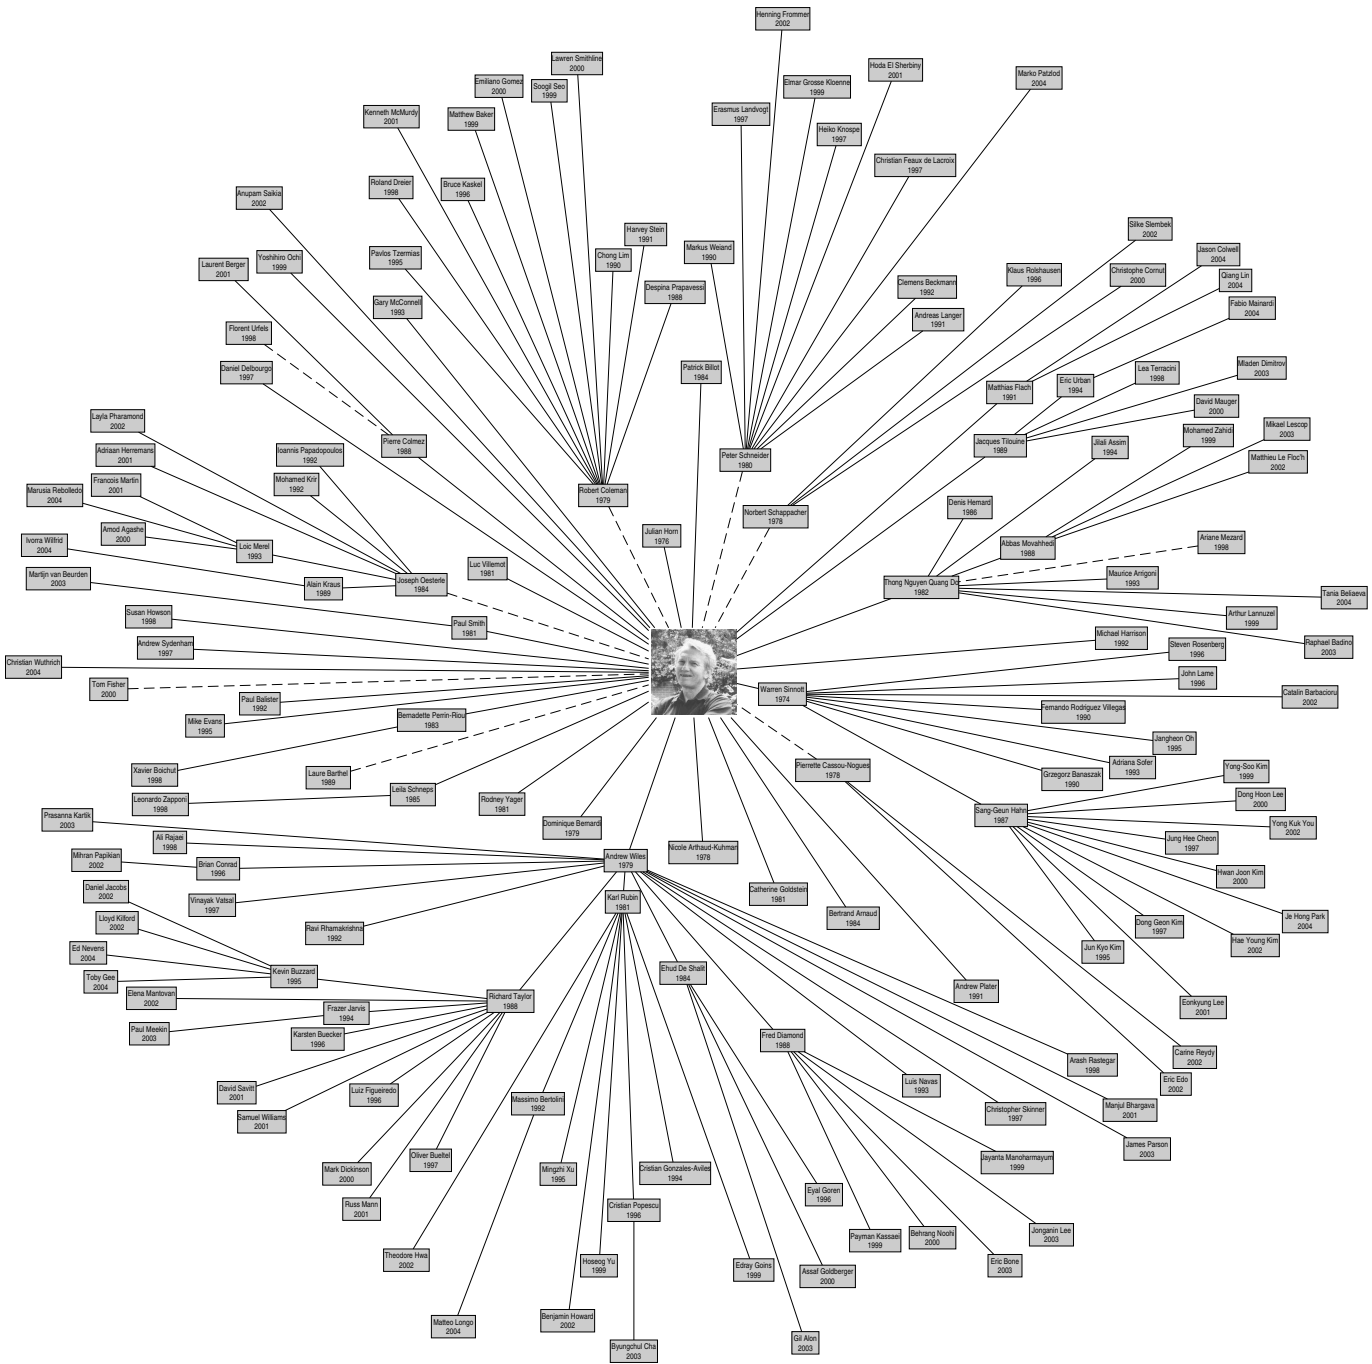 Henning Frommer
2002
Lawren Smithline
2000
Hoda El Sherbiny
2001
Marko Patzlod
2004
Emiliano Gomez
2000
Soogil Seo
1999
Elmar Grosse Kloenne
1999
Kenneth McMurdy
2001
Matthew Baker
1999
Erasmus Landvogt
1997
Heiko Knospe
1997
Christian Feaux de Lacroix
1997
Roland Dreier
1998
Bruce Kaskel
1996
Anupam Saikia
2002
Silke Slembek
2002
Harvey Stein
1991
Markus Weiand
1990
Jason Colwell
2004
Laurent Berger
2001
Yoshihiro Ochi
1999
Pavlos Tzermias
1995
Chong Lim
1990
Klaus Rolshausen
1996
Christophe Cornut
2000
Qiang Lin
2004
Gary McConnell
1993
Despina Prapavessi
1988
Clemens Beckmann
1992
Fabio Mainardi
2004
Andreas Langer
1991
Florent Urfels
1998
Daniel Delbourgo
1997
Patrick Billot
1984
Matthias Flach
1991
Eric Urban
1994
Lea Terracini
1998
Mladen Dimitrov
2003
David Mauger
2000
Layla Pharamond
2002
Pierre Colmez
1988
Jacques Tilouine
1989
Jilali Assim
1994
Mohamed Zahidi
1999
Mikael Lescop
2003
Adriaan Herremans
2001
Ioannis Papadopoulos
1992
Peter Schneider
1980
Matthieu Le Floc'h
2002
Francois Martin
2001
Mohamed Krir
1992
Marusia Rebolledo
2004
Robert Coleman
1979
Norbert Schappacher
1978
Denis Hemard
1986
Amod Agashe
2000
Julian Horn
1976
Ivorra Wilfrid
2004
Loic Merel
1993
Abbas Movahhedi
1988
Ariane Mezard
1998
Martijn van Beurden
2003
Alain Kraus
1989
Joseph Oesterle
1984
Luc Villemot
1981
Thong Nguyen Quang Do
1982
Maurice Arrigoni
1993
Tania Beliaeva
2004
Susan Howson
1998
Paul Smith
1981
Arthur Lannuzel
1999
Andrew Sydenham
1997
Michael Harrison
1992
Steven Rosenberg
1996
Raphael Badino
2003
Christian Wuthrich
2004
Tom Fisher
2000
Paul Balister
1992
Warren Sinnott
1974
John Lame
1996
Catalin Barbacioru
2002
Mike Evans
1995
Bernadette Perrin-Riou
1983
Fernando Rodriguez Villegas
1990
Jangheon Oh
1995
Xavier Boichut
1998
Laure Barthel
1989
Pierrette Cassou-Nogues
1978
Grzegorz Banaszak
1990
Adriana Sofer
1993
Yong-Soo Kim
1999
Leonardo Zapponi
1998
Leila Schneps
1985
Rodney Yager
1981
Dong Hoon Lee
2000
Prasanna Kartik
2003
Dominique Bernardi
1979
Sang-Geun Hahn
1987
Yong Kuk You
2002
Ali Rajaei
1998
Nicole Arthaud-Kuhman
1978
Jung Hee Cheon
1997
Mihran Papikian
2002
Brian Conrad
1996
Andrew Wiles
1979
Hwan Joon Kim
2000
Daniel Jacobs
2002
Vinayak Vatsal
1997
Karl Rubin
1981
Catherine Goldstein
1981
Bertrand Arnaud
1984
Dong Geon Kim
1997
Je Hong Park
2004
Lloyd Kilford
2002
Ravi Rhamakrishna
1992
Jun Kyo Kim
1995
Hae Young Kim
2002
Ed Nevens
2004
Toby Gee
2004
Kevin Buzzard
1995
Ehud De Shalit
1984
Andrew Plater
1991
Eonkyung Lee
2001
Elena Mantovan
2002
Frazer Jarvis
1994
Richard Taylor
1988
Paul Meekin
2003
Karsten Buecker
1996
Fred Diamond
1988
Arash Rastegar
1998
Carine Reydy
2002
David Savitt
2001
Luiz Figueiredo
1996
Massimo Bertolini
1992
Luis Navas
1993
Eric Edo
2002
Samuel Williams
2001
Christopher Skinner
1997
Manjul Bhargava
2001
James Parson
2003
Mark Dickinson
2000
Oliver Bueltel
1997
Mingzhi Xu
1995
Cristian Gonzales-Aviles
1994
Jayanta Manoharmayum
1999
Russ Mann
2001
Cristian Popescu
1996
Eyal Goren
1996
Theodore Hwa
2002
Hoseog Yu
1999
Edray Goins
1999
Payman Kassaei
1999
Behrang Noohi
2000
Jonganin Lee
2003
Assaf Goldberger
2000
Eric Bone
2003
Matteo Longo
2004
Benjamin Howard
2002
Byungchul Cha
2003
Gil Alon
2003